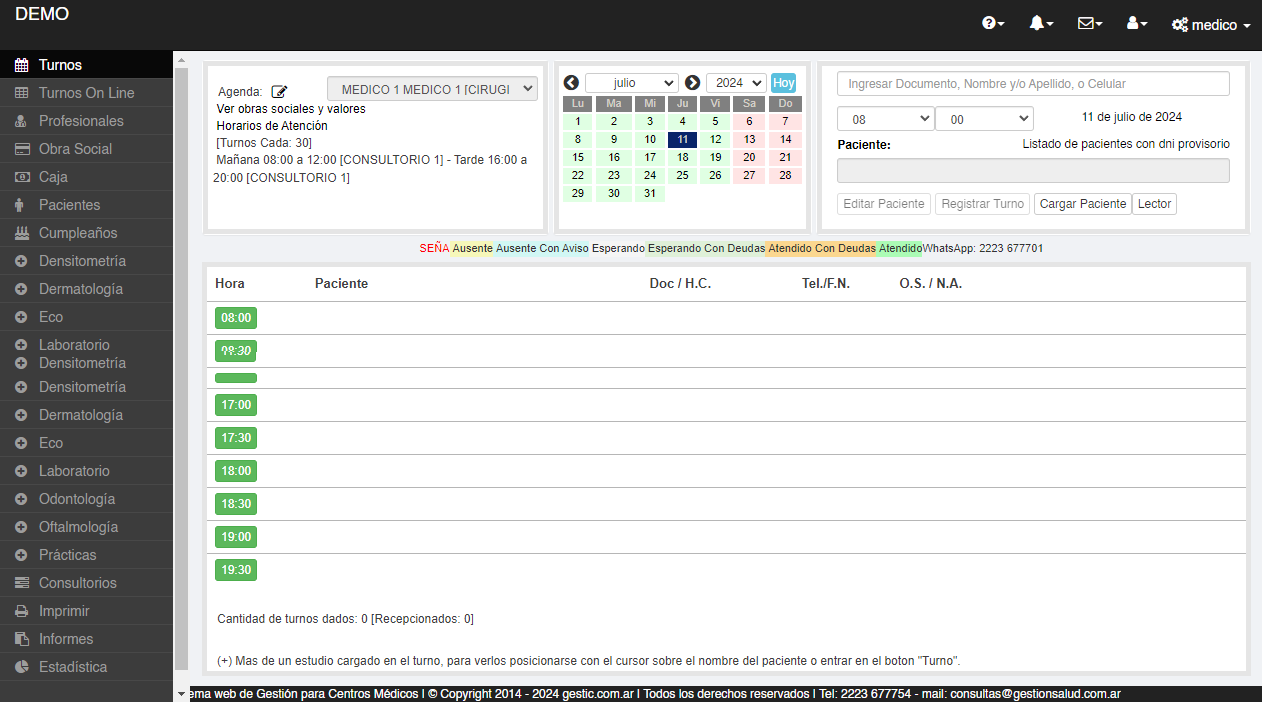 DEMO
medico
Turnos
Turnos On Line
Profesionales
Obra Social
Caja
Pacientes
Cumpleaños
Densitometría
Dermatología
Eco
Laboratorio
Densitometría
Densitometría
Dermatología
Eco
Laboratorio
Odontología
Oftalmología
Prácticas
Consultorios
Imprimir
Informes
Estadística
Agenda: MEDICO 1 MEDICO 1 [CIRUGI
Ver obras sociales y valores
Horarios de Atención
[Turnos Cada: 30]
Mañana 08:00 a 12:00 [CONSULTORIO 1] - Tarde 16:00 a
20:00 [CONSULTORIO 1]
julio 2024 Hoy
Lu Ma Mi Ju Vi Sa Do
1 2 3 4 5 6 7
8 9 10 11 12 13 14
15 16 17 18 19 20 21
22 23 24 25 26 27 28
29 30 31
Ingresar Documento, Nombre y/o Apellido, o Celular
08 00 11 de julio de 2024
Paciente: Listado de pacientes con dni provisorio
Editar Paciente Registrar Turno Cargar Paciente Lector
SEÑA Ausente Ausente Con Aviso Esperando Esperando Con Deudas Atendido Con Deudas Atendido WhatsApp: 2223 677701
Hora Paciente Doc / H.C. Tel./F.N. O.S. / N.A.
08:00
17:00
17:30
18:00
18:30
19:00
19:30
Cantidad de turnos dados: 0 [Recepcionados: 0]
(+) Mas de un estudio cargado en el turno, para verlos posicionarse con el cursor sobre el nombre del paciente o entrar en el boton "Turno".
ema web de Gestión para Centros Médicos | © Copyright 2014 - 2024 gestic.com.ar | Todos los derechos reservados | Tel: 2223 677754 - mail: consultas@gestionsalud.com.ar